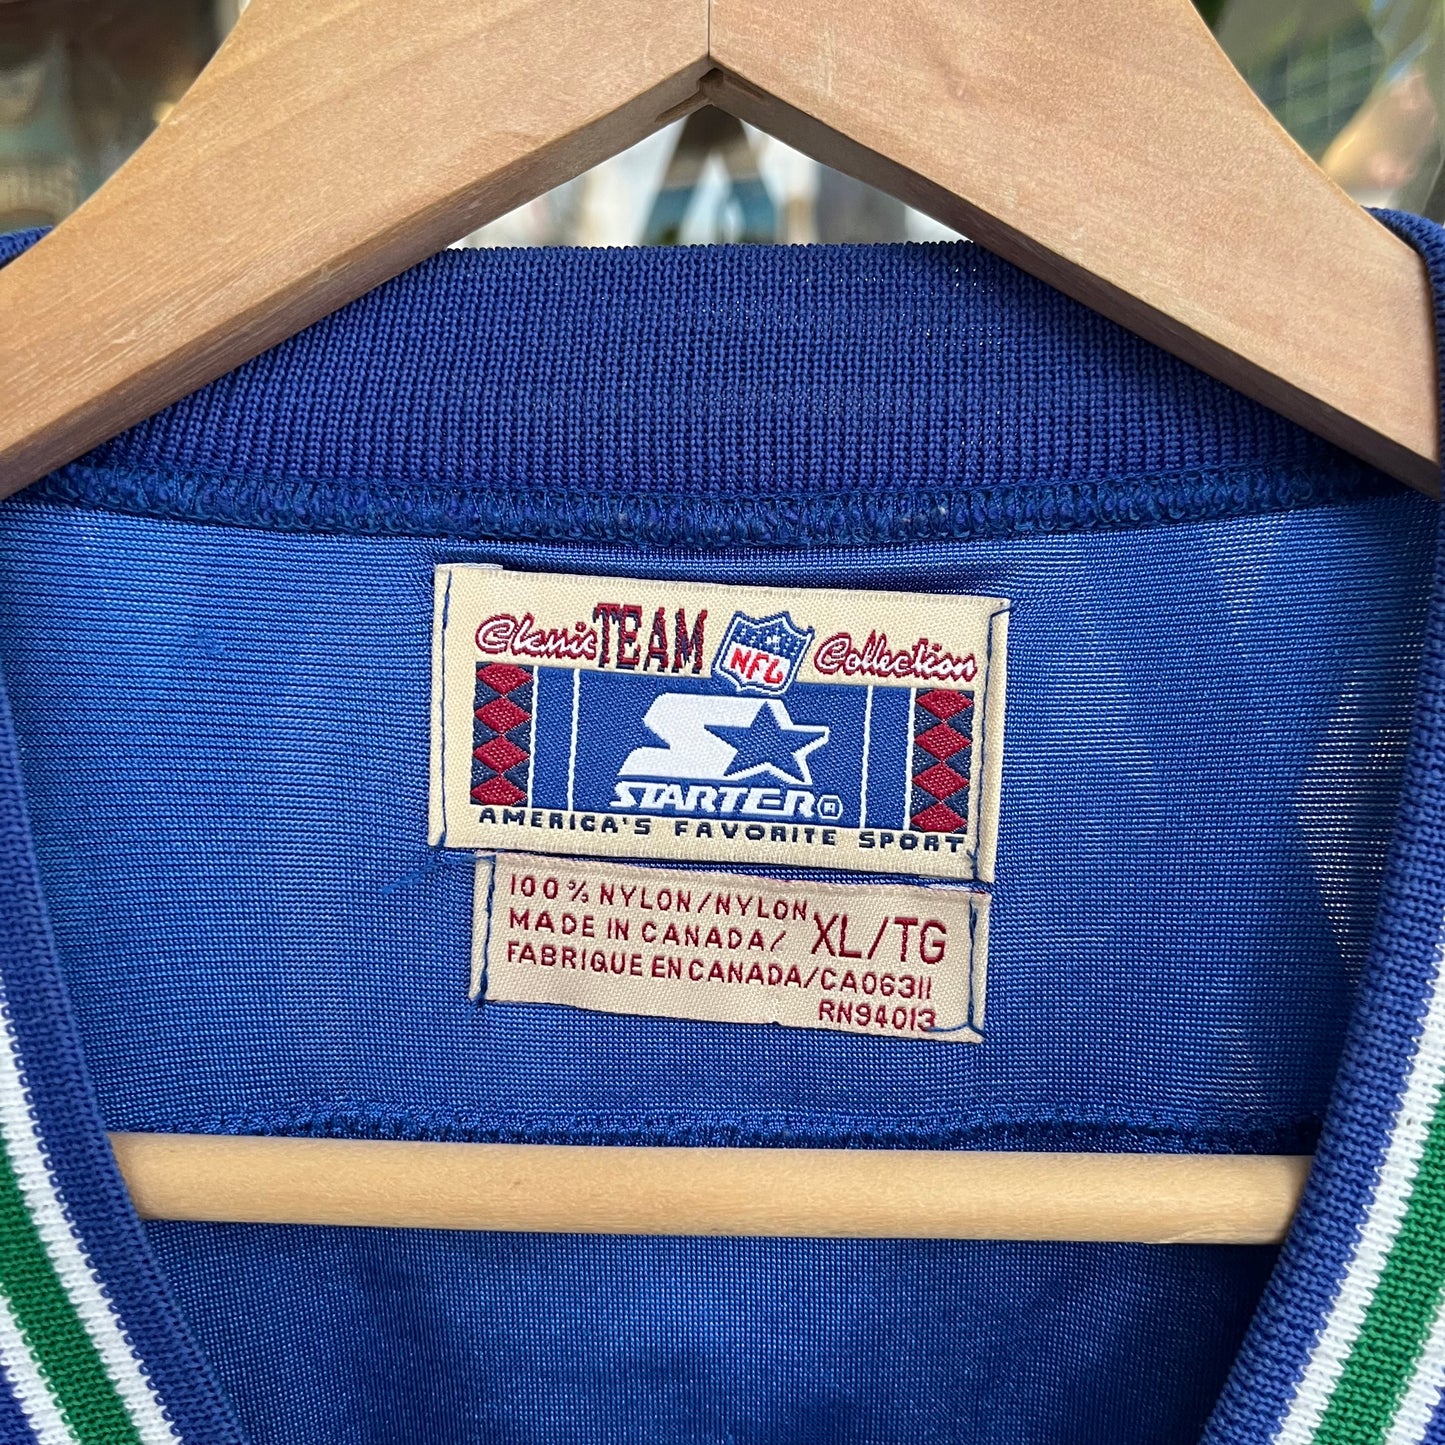 Classic TEAM NFL Collection
STARTER®
AMERICA'S FAVORITE SPORT
100% NYLON/NYLON
MADE IN CANADA/ XL/TG
FABRIQUE EN CANADA/CA06311
RN94013